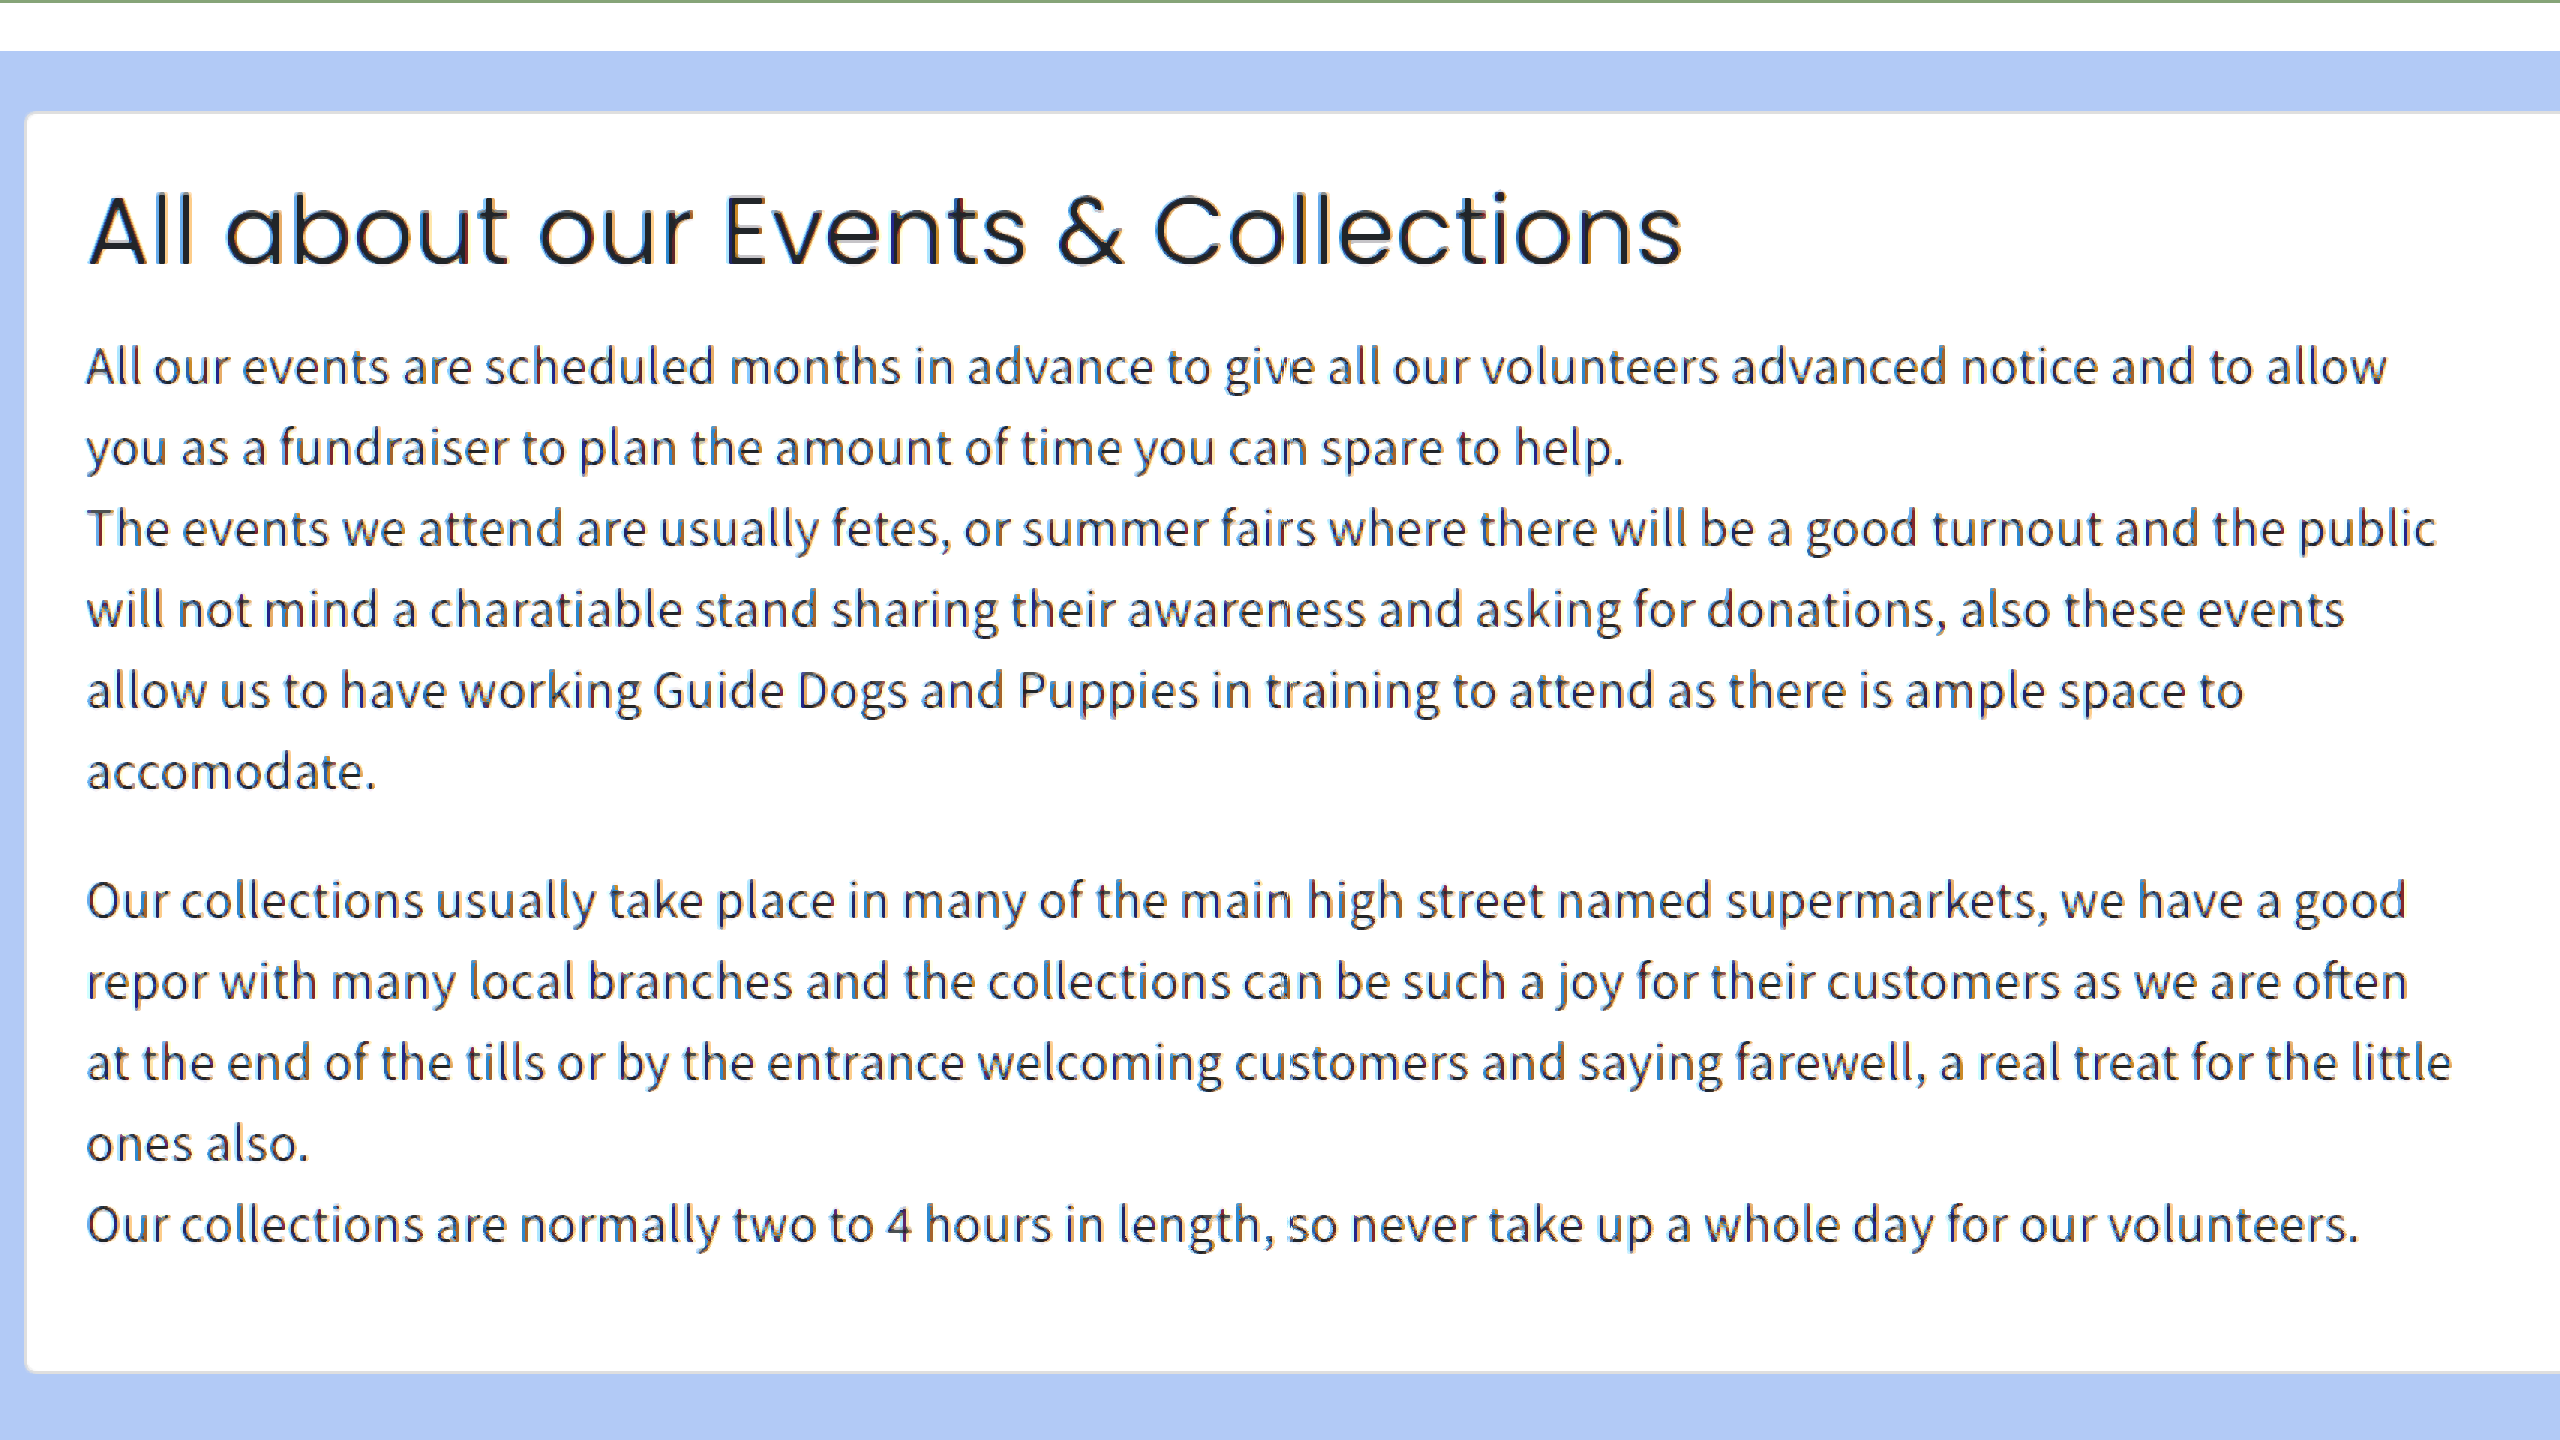 All about our Events & Collections
All our events are scheduled months in advance to give all our volunteers advanced notice and to allow
you as a fundraiser to plan the amount of time you can spare to help.
The events we attend are usually fetes, or summer fairs where there will be a good turnout and the public
will not mind a charatiable stand sharing their awareness and asking for donations, also these events
allow us to have working Guide Dogs and Puppies in training to attend as there is ample space to
accomodate.
Our collections usually take place in many of the main high street named supermarkets, we have a good
repor with many local branches and the collections can be such a joy for their customers as we are often
at the end of the tills or by the entrance welcoming customers and saying farewell, a real treat for the little
ones also.
Our collections are normally two to 4 hours in length, so never take up a whole day for our volunteers.